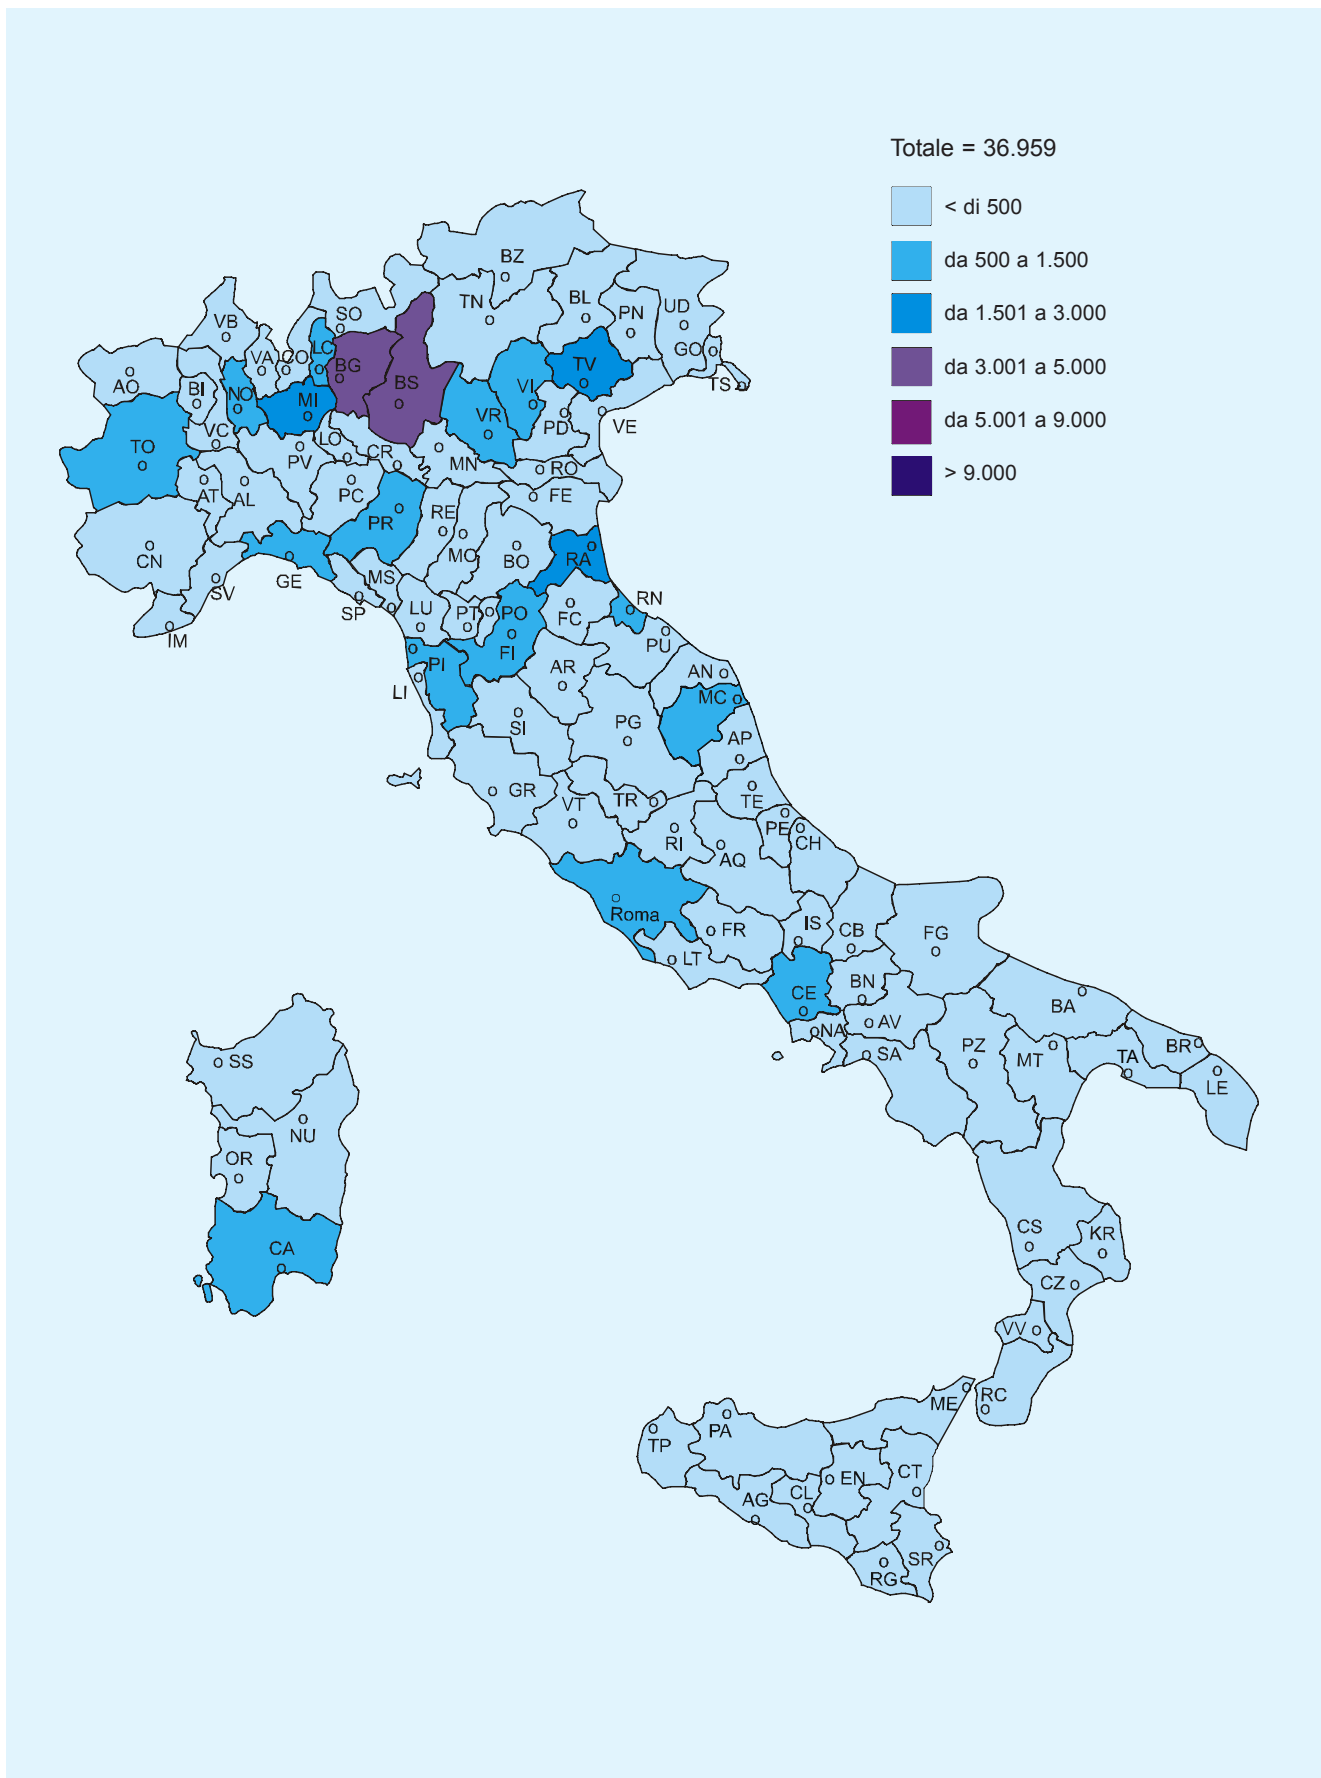 Totale = 36.959
< di 500
da 500 a 1.500
da 1.501 a 3.000
da 3.001 a 5.000
da 5.001 a 9.000
> 9.000
BZ
TN
BL
PN
UD
GO
TS
SO
VB
VA
CO
LC
BG
BS
TV
VI
AO
BI
NO
MI
VR
PD
VE
TO
VC
PV
LO
CR
MN
RO
AT
AL
PC
PR
RE
MO
FE
CN
SV
GE
MS
BO
RA
IM
SP
LU
PT
PO
FC
RN
PI
FI
AR
PU
LI
AN
MC
SI
PG
AP
GR
VT
TR
TE
RI
PE
CH
AQ
Roma
FR
IS
CB
FG
LT
CE
BN
BA
NA
AV
SA
PZ
MT
TA
BR
LE
SS
NU
OR
CA
CS
KR
CZ
VV
RC
ME
PA
TP
EN
CT
AG
CL
SR
RG